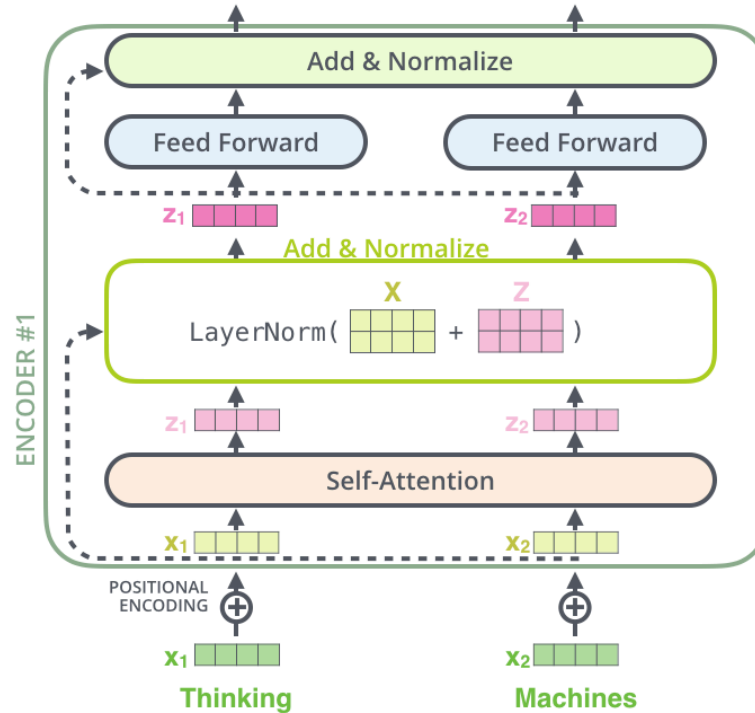 Add & Normalize
Feed Forward Feed Forward
z1 z2
Add & Normalize
X Z
LayerNorm( + )
ENCODER #1
z1 z2
Self-Attention
x1 x2
POSITIONAL
ENCODING
x1 x2
Thinking Machines